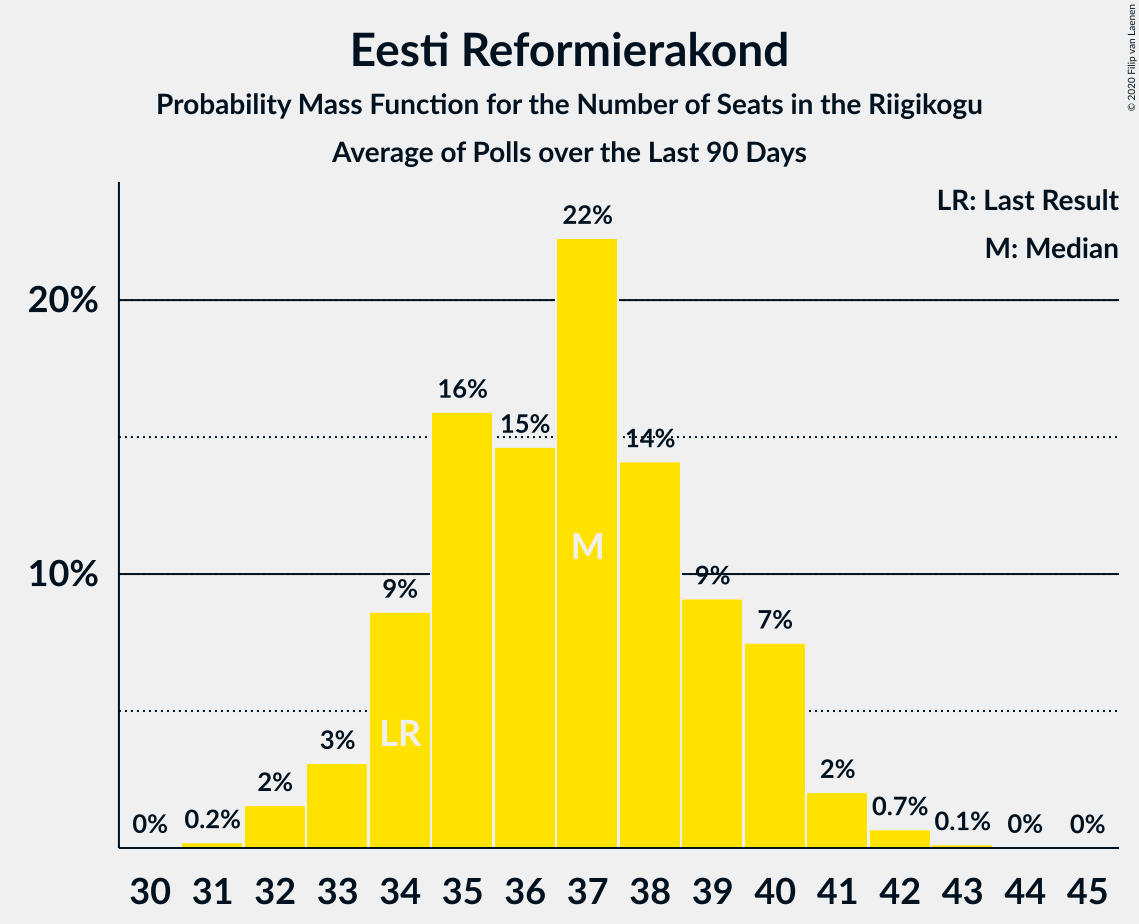 Eesti Reformierakond
Probability Mass Function for the Number of Seats in the Riigikogu
Average of Polls over the Last 90 Days
© 2020 Filip van Laenen
LR: Last Result
M: Median
20%
10%
0%
0.2%
2%
3%
9%
16%
15%
22%
14%
9%
7%
2%
0.7%
0.1%
0%
0%
LR
M
30 31 32 33 34 35 36 37 38 39 40 41 42 43 44 45